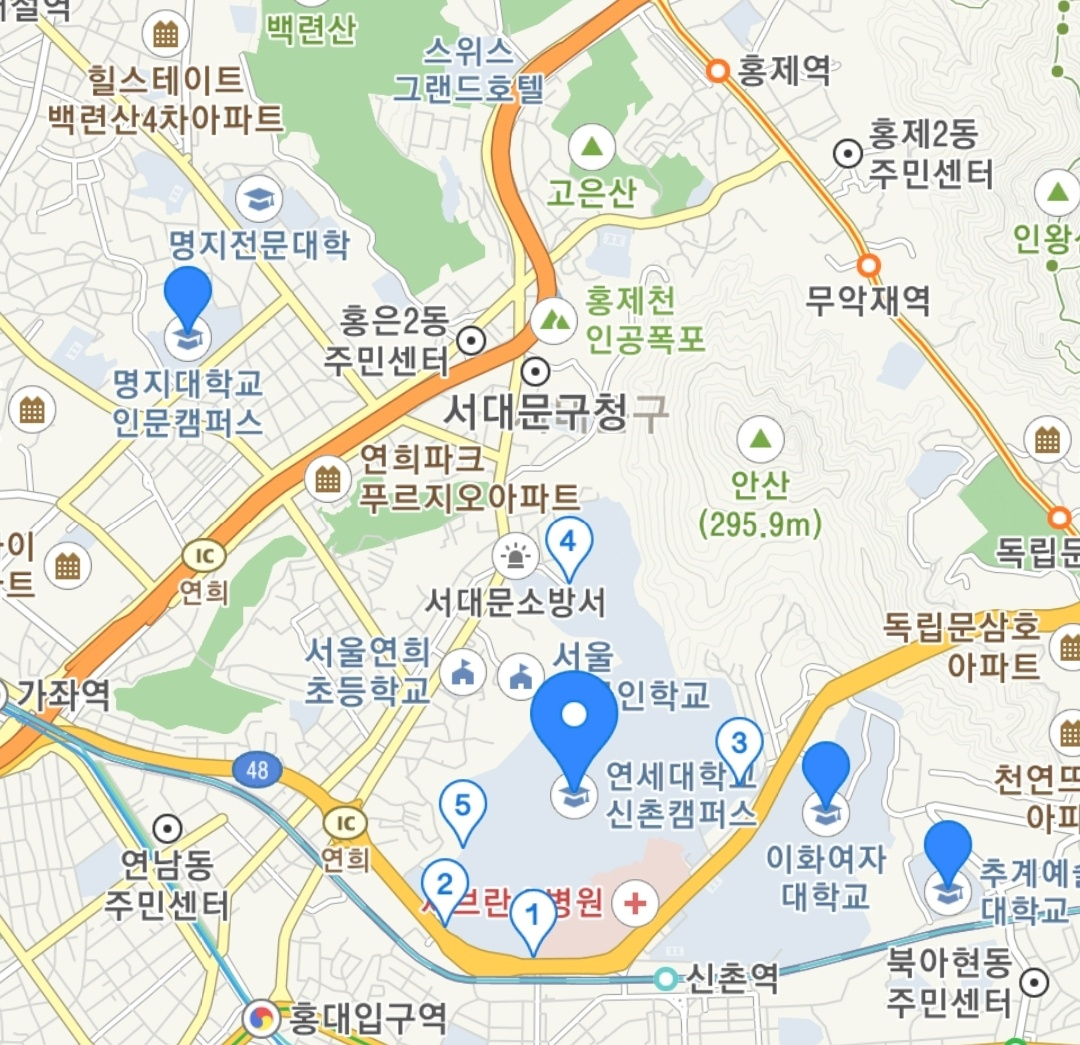 백련산
스위스
그랜드호텔
홍제역
힐스테이트
백련산4차아파트
홍제2동
주민센터
고은산
명지전문대학
홍제천
인공폭포
무악재역
홍은2동
주민센터
명지대학교
인문캠퍼스
서대문구청
구
연희파크
푸르지오아파트
안산
(295.9m)
IC
연희
4
서대문소방서
독립문삼호
아파트
서울연희
초등학교
서울
인학교
가좌역
48
3
연세대학교
신촌캠퍼스
5
IC
연희
연남동
주민센터
이화여자
대학교
2
1
병원
대학교
신촌역
북아현동
주민센터
홍대입구역